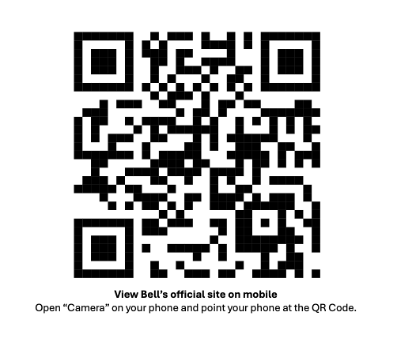 View Bell's official site on mobile
Open “Camera” on your phone and point your phone at the QR Code.